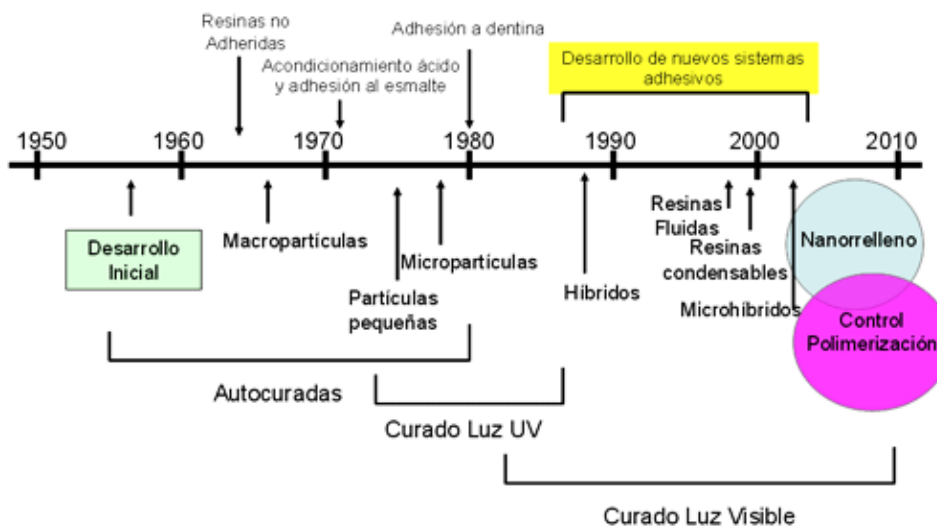 Resinas no
Adheridas
Acondicionamiento ácido
y adhesión al esmalte
Adhesión a dentina
Desarrollo de nuevos sistemas
adhesivos
1950
1960
1970
1980
1990
2000
2010
Desarrollo
Inicial
Macropartículas
Partículas
pequeñas
Micropartículas
Híbridos
Resinas
Fluidas
Resinas
condensables
Microhíbridos
Nanorrelleno
Control
Polimerización
Autocuradas
Curado Luz UV
Curado Luz Visible